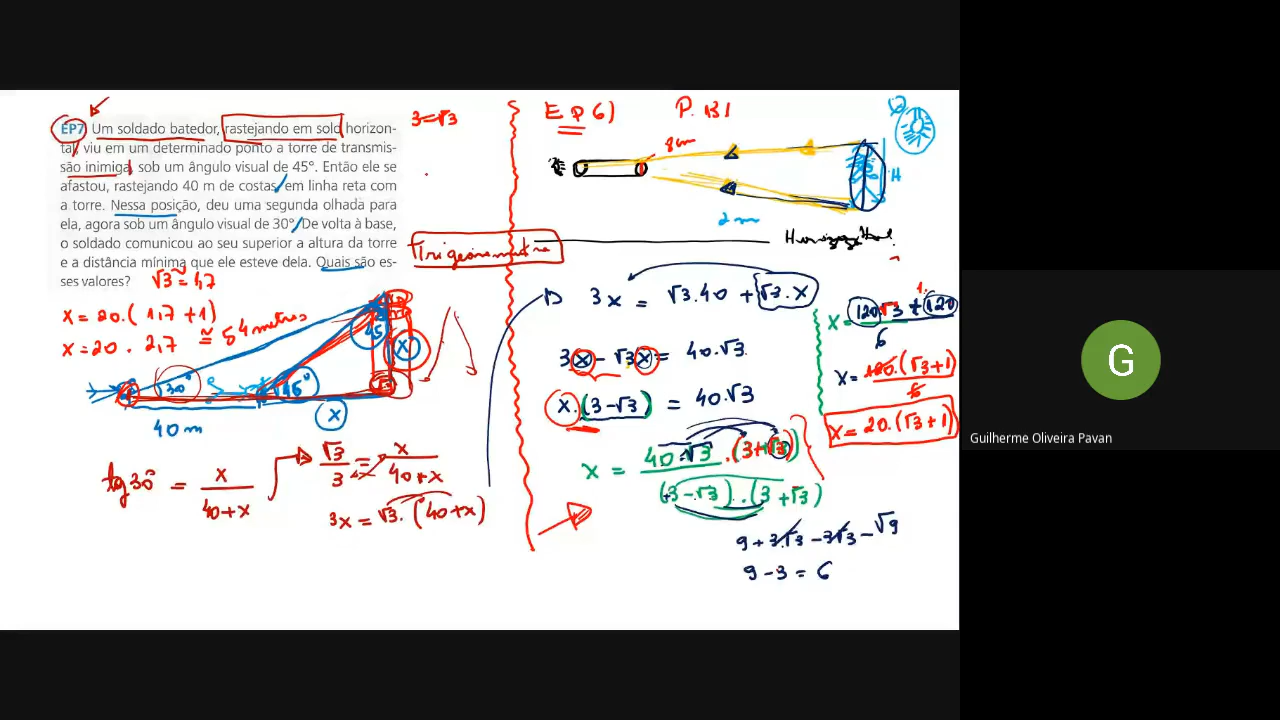 EP7 Um soldado batedor, rastejando em solo horizon-
tal, viu em um determinado ponto a torre de transmis-
são inimiga, sob um ângulo visual de 45°. Então ele se
afastou, rastejando 40 m de costas, em linha reta com
a torre. Nessa posição, deu uma segunda olhada para
ela, agora sob um ângulo visual de 30°. De volta à base,
o soldado comunicou ao seu superior a altura da torre
e a distância mínima que ele esteve dela. Quais são es-
ses valores?
√3 ≅ 1,7
x = 20.(1,7 + 1)
x = 20 . 2,7 ≅ 54 metros
30°
45°
45
x
x
40 m
tg 30° = x / 40+x
√3 / 3 = x / 40+x
3x = √3.(40+x)
3=√3
E P 6) P. 131
8cm
H
2 m
Trigonometria
3x = √3.40 + √3.x
3x - √3x = 40.√3
x.(3-√3) = 40.√3
x = 40.√3 .(3+√3) / (3-√3).(3+√3)
9 + 3√3 - 3√3 - √9
9 - 3 = 6
x = 120√3 + 120 / 6
x = 120.(√3+1) / 6
x = 20.(√3+1)
G
Guilherme Oliveira Pavan